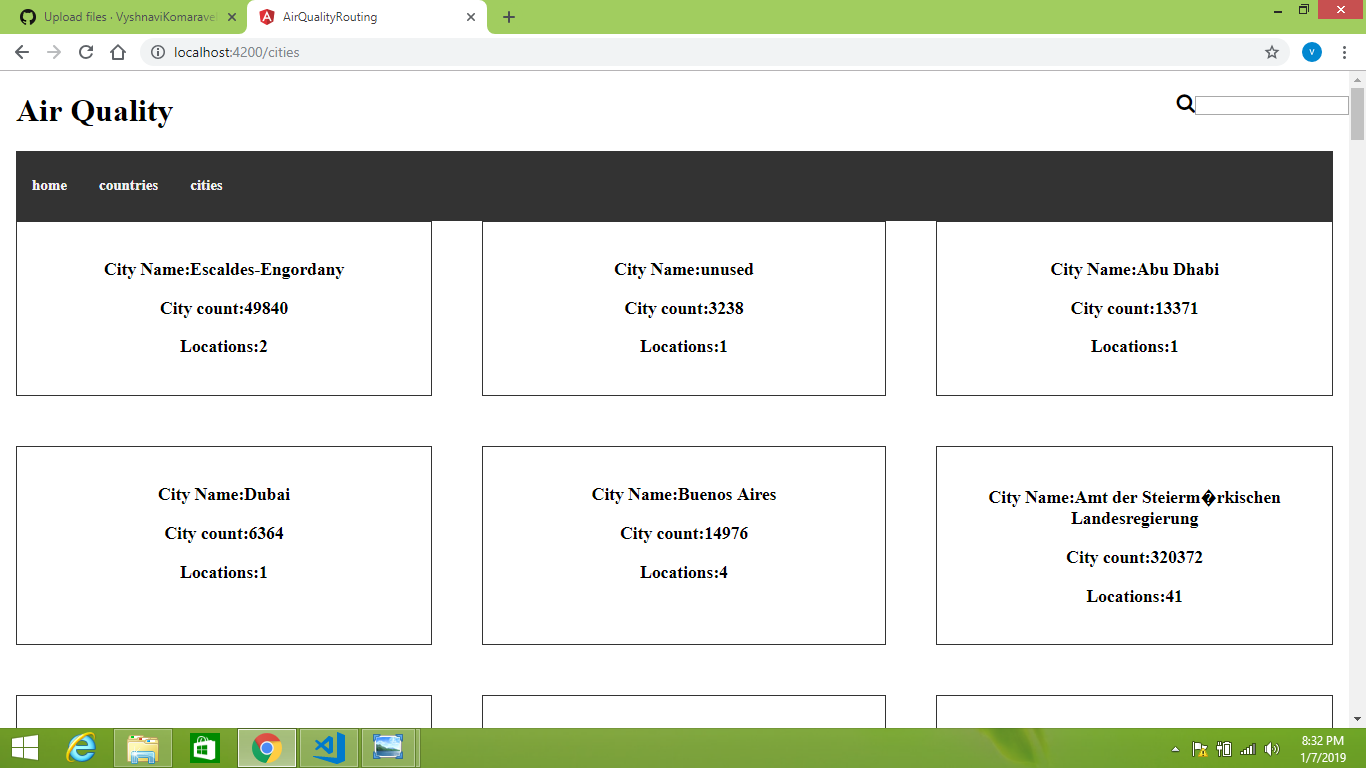 Upload files · VyshnaviKomarave
AirQualityRouting
localhost:4200/cities
v
Air Quality
home countries cities
City Name:Escaldes-Engordany
City count:49840
Locations:2
City Name:unused
City count:3238
Locations:1
City Name:Abu Dhabi
City count:13371
Locations:1
City Name:Dubai
City count:6364
Locations:1
City Name:Buenos Aires
City count:14976
Locations:4
City Name:Amt der Steierm�rkischen
Landesregierung
City count:320372
Locations:41
8:32 PM
1/7/2019